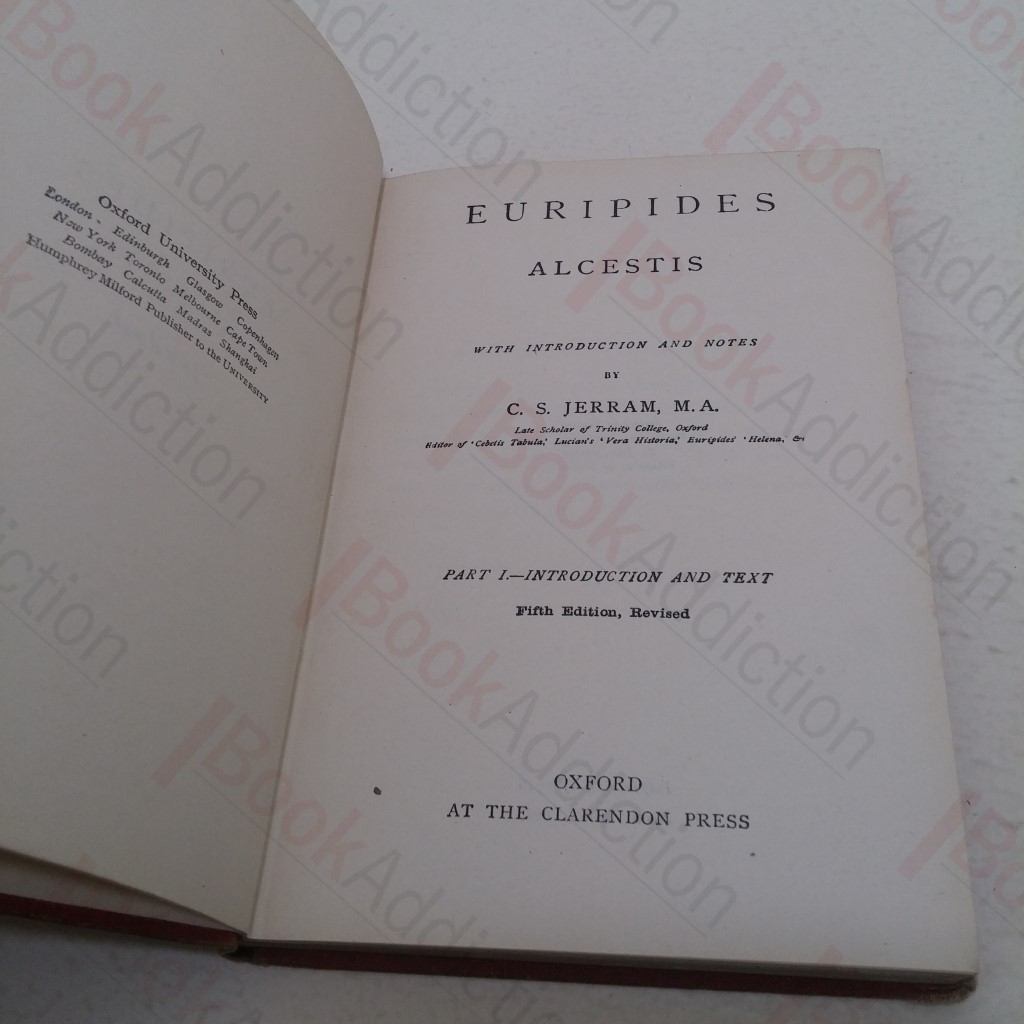 Oxford University Press
London Edinburgh Glasgow Copenhagen
New York Toronto Melbourne Cape Town
Bombay Calcutta Madras Shanghai
Humphrey Milford Publisher to the UNIVERSITY
EURIPIDES
ALCESTIS
WITH INTRODUCTION AND NOTES
BY
C. S. JERRAM, M.A.
Late Scholar of Trinity College, Oxford
Editor of 'Cebetis Tabula,' Lucian's 'Vera Historia,' Euripides' 'Helena,' &c
PART I.—INTRODUCTION AND TEXT
Fifth Edition, Revised
OXFORD
AT THE CLARENDON PRESS
BookAddiction